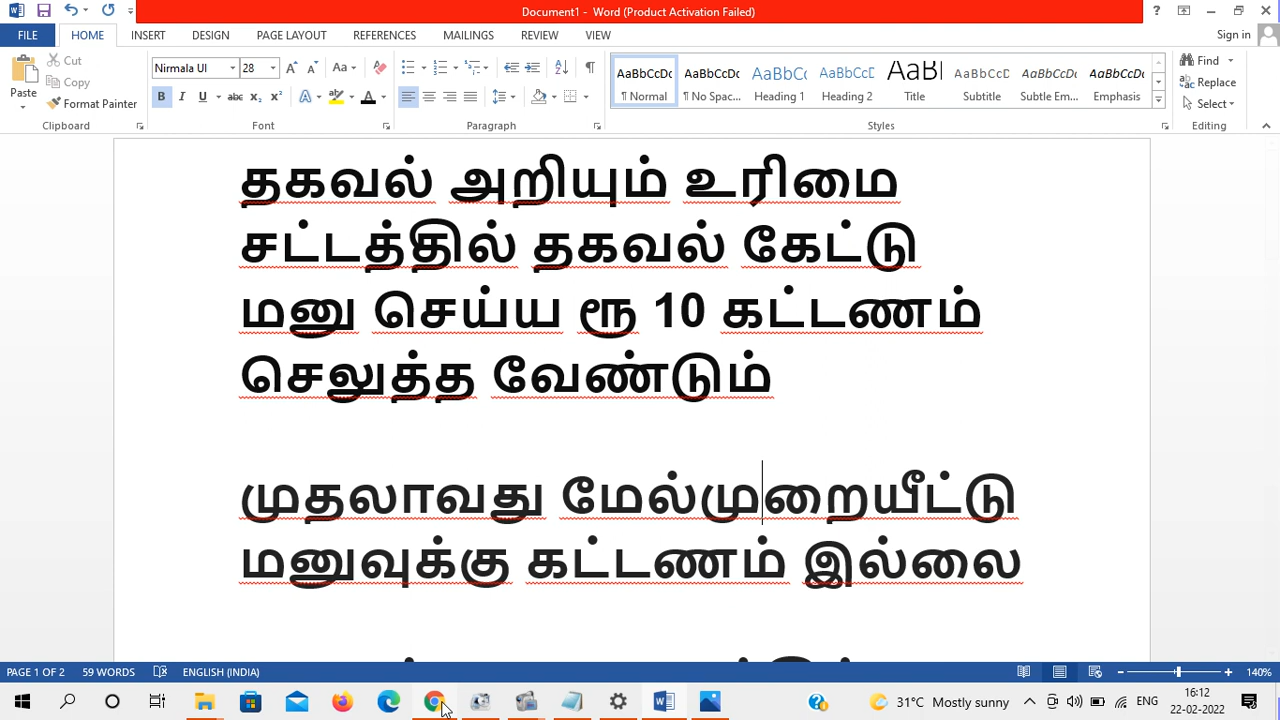 Document1 - Word (Product Activation Failed)
Sign in
FILE HOME INSERT DESIGN PAGE LAYOUT REFERENCES MAILINGS REVIEW VIEW
Paste
Cut
Copy
Format Painter
Clipboard
Nirmala UI 28
Font
Paragraph
AaBbCcDc AaBbCcDc AaBbCc AaBbCcC AaBl AaBbCcD AaBbCcDc AaBbCcDc
¶ Normal ¶ No Spac... Heading 1 Heading 2 Title Subtitle Subtle Em... Emphasis
Styles
Find
Replace
Select
Editing
தகவல் அறியும் உரிமை
சட்டத்தில் தகவல் கேட்டு
மனு செய்ய ரூ 10 கட்டணம்
செலுத்த வேண்டும்
முதலாவது மேல்முறையீட்டு
மனுவுக்கு கட்டணம் இல்லை
PAGE 1 OF 2 59 WORDS ENGLISH (INDIA) 140%
31°C Mostly sunny ENG 16:12
22-02-2022